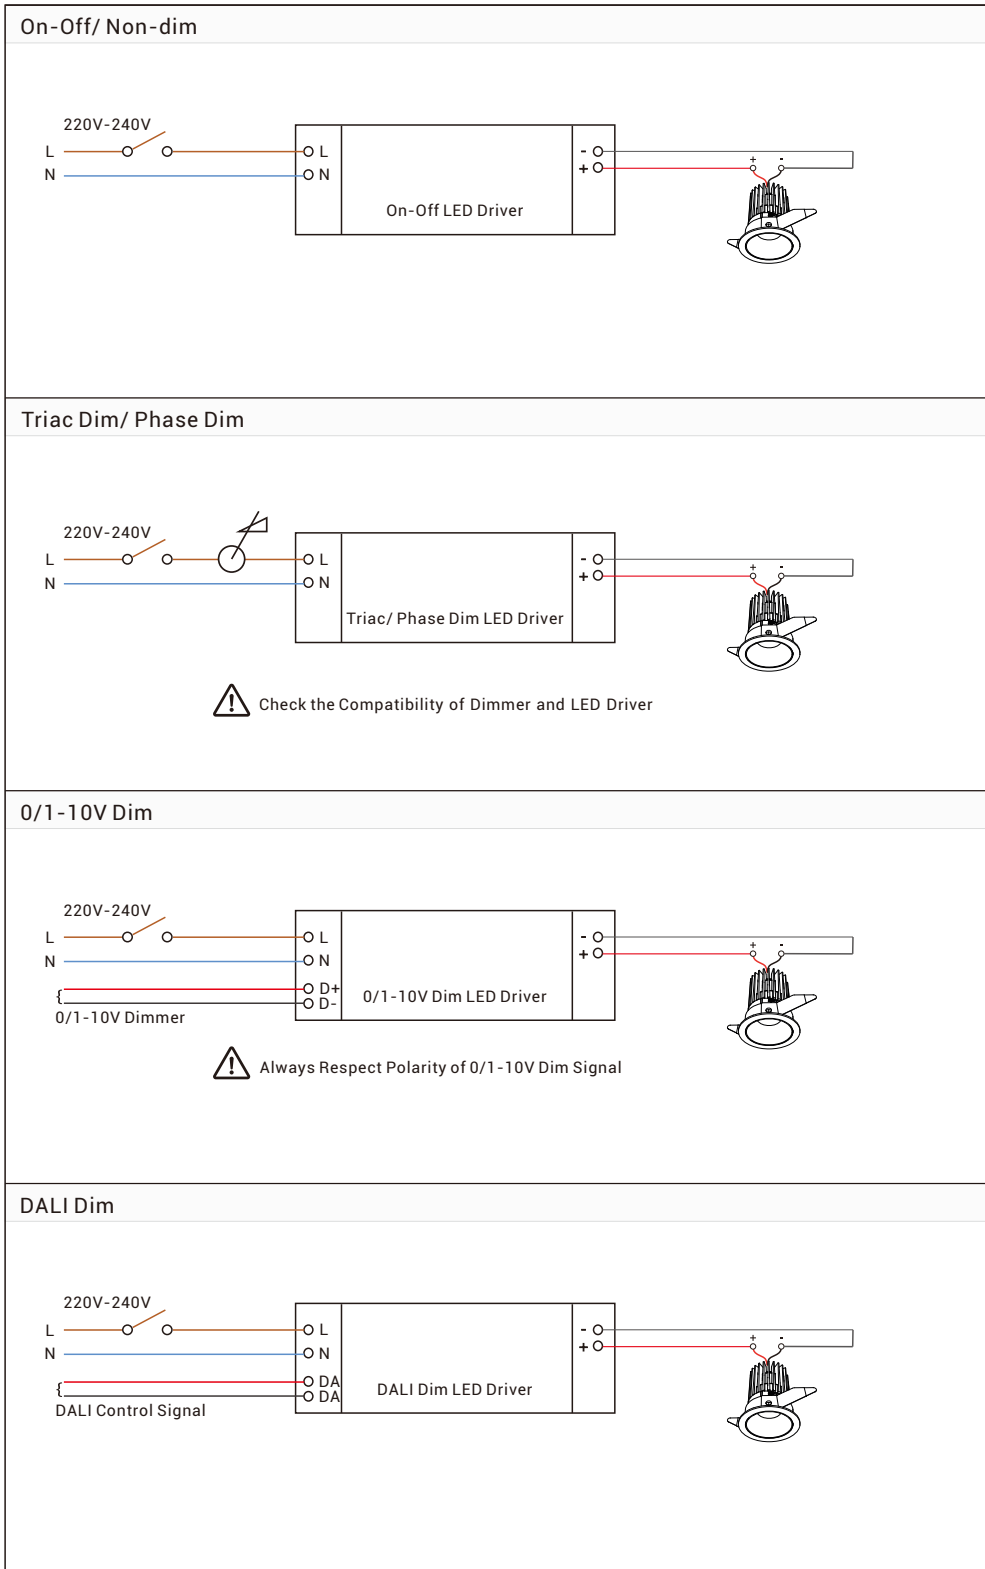 On-Off/ Non-dim
220V-240V
L
N
L
N
On-Off LED Driver
-
+
+ -
Triac Dim/ Phase Dim
220V-240V
L
N
L
N
Triac/ Phase Dim LED Driver
-
+
+ -
Check the Compatibility of Dimmer and LED Driver
0/1-10V Dim
220V-240V
L
N
0/1-10V Dimmer
L
N
D+
D-
0/1-10V Dim LED Driver
-
+
+ -
Always Respect Polarity of 0/1-10V Dim Signal
DALI Dim
220V-240V
L
N
DALI Control Signal
L
N
DA
DA
DALI Dim LED Driver
-
+
+ -